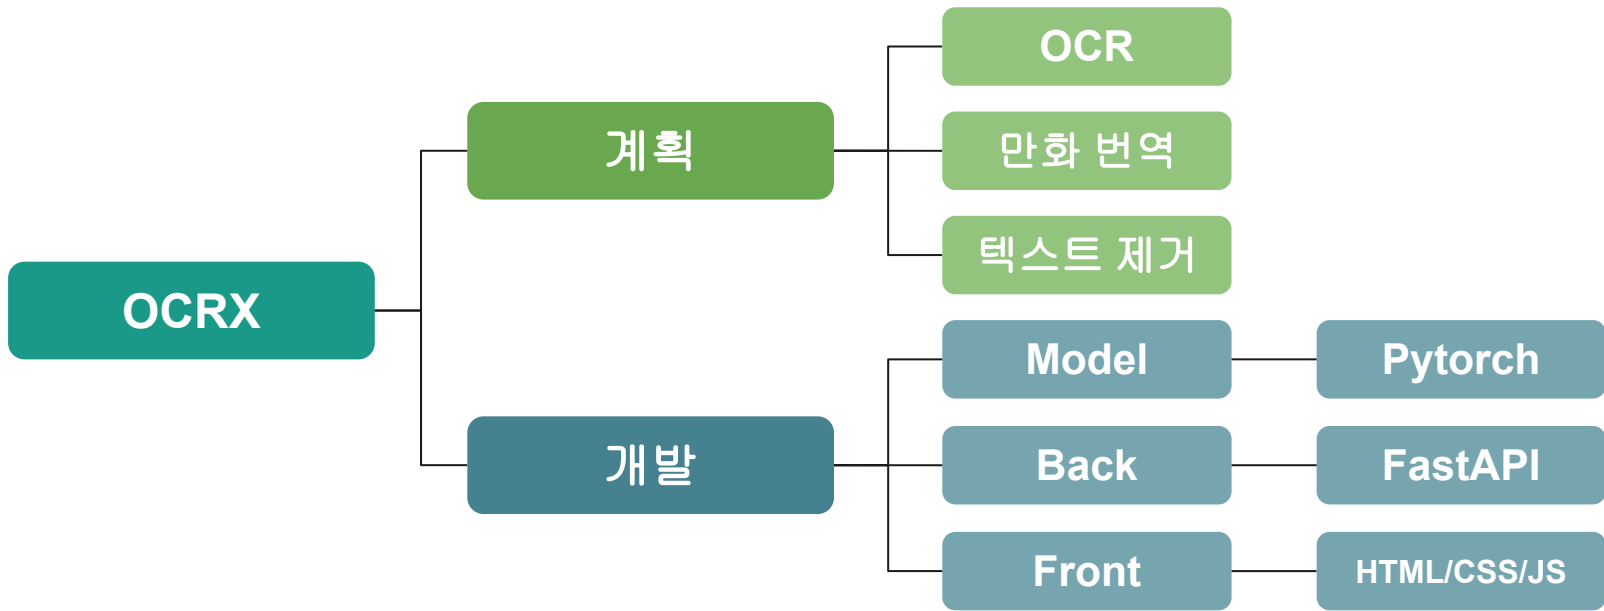 OCRX
계획
OCR
만화 번역
텍스트 제거
개발
Model
Pytorch
Back
FastAPI
Front
HTML/CSS/JS